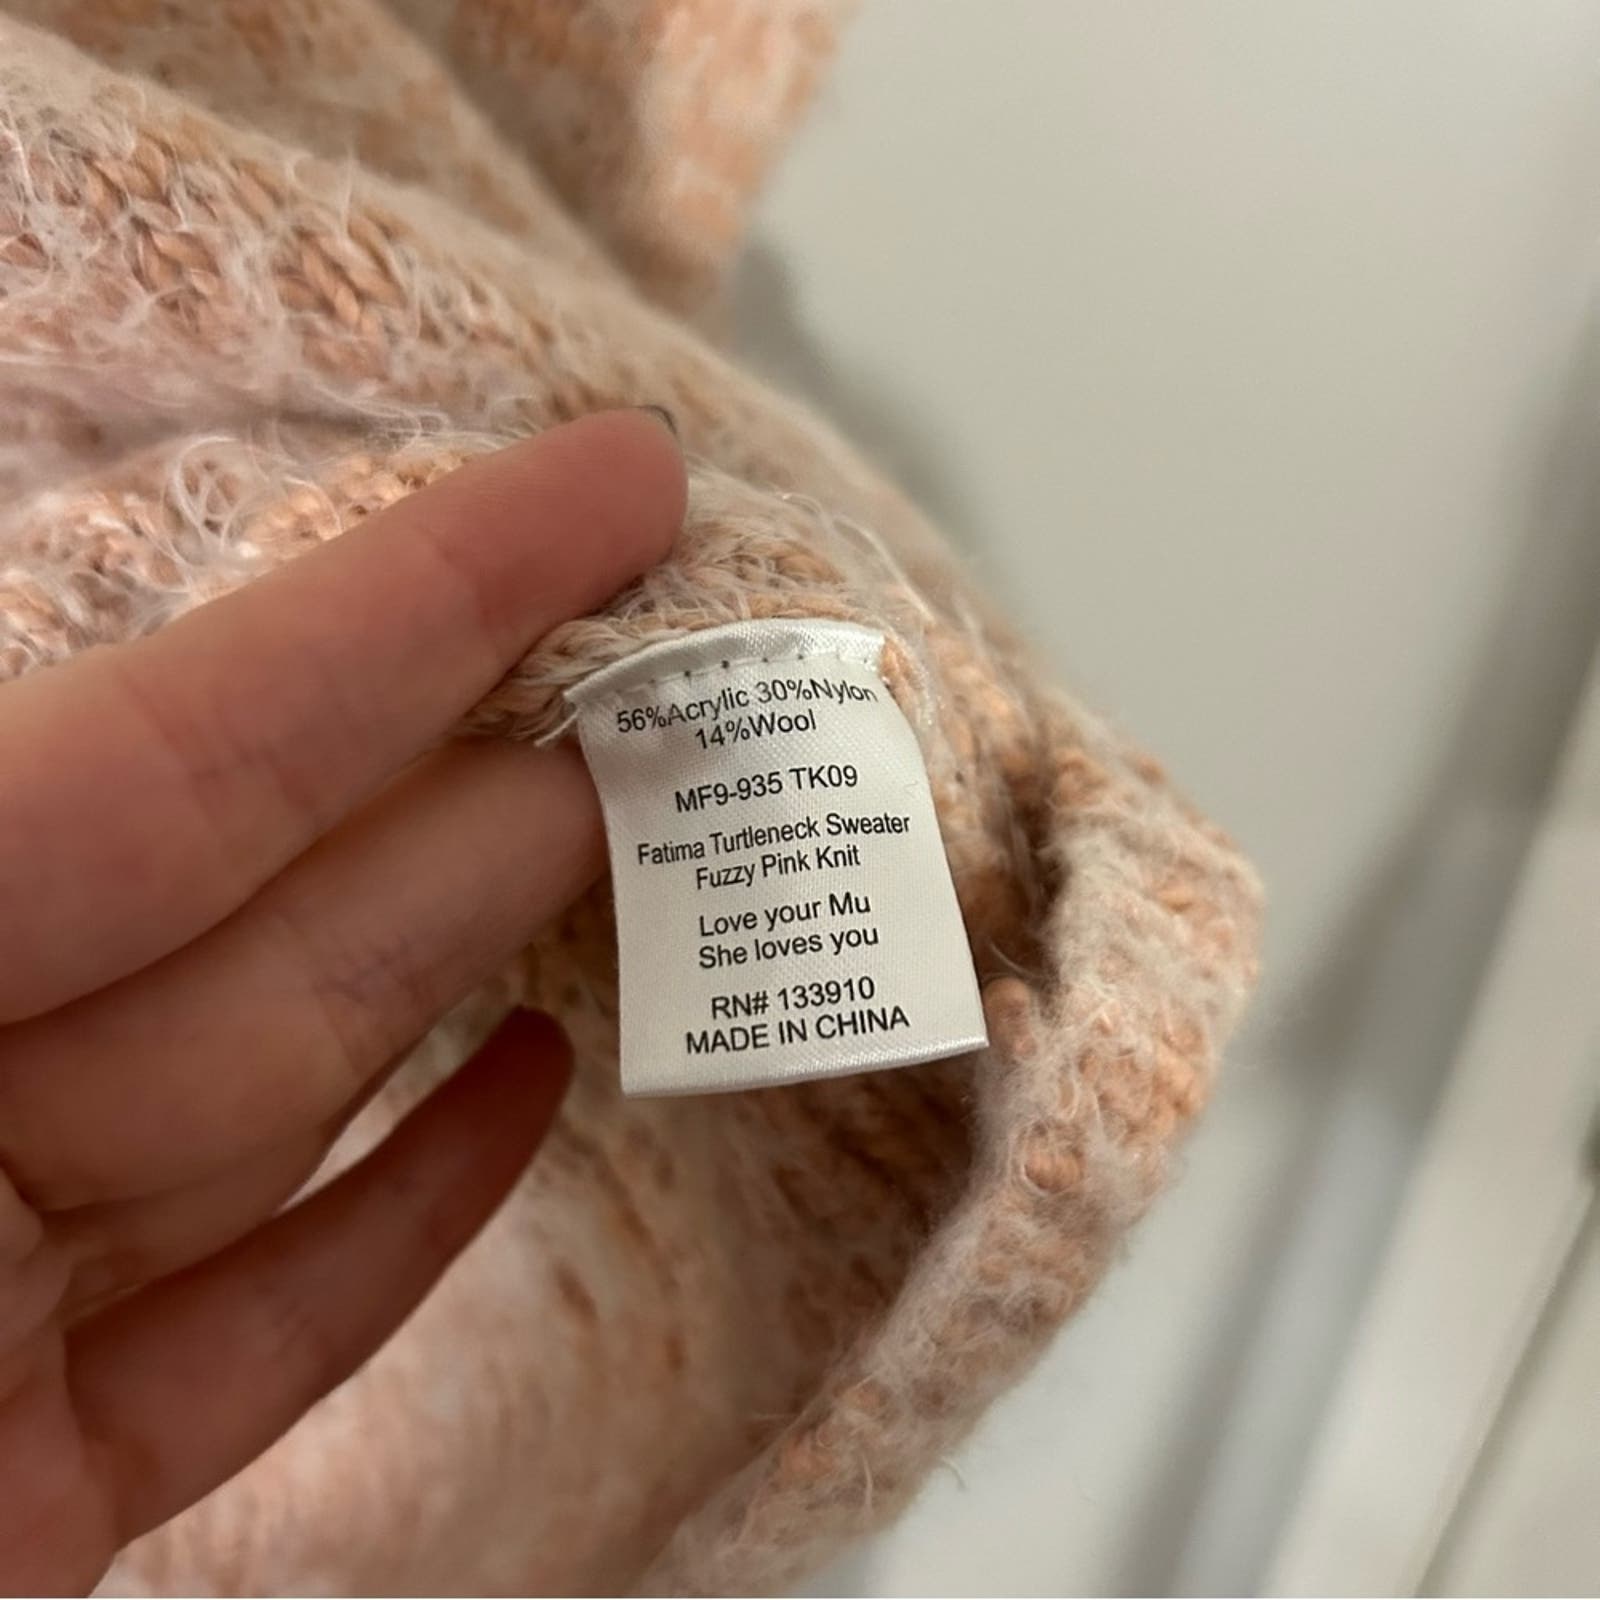 56%Acrylic 30%Nylon
14%Wool
MF9-935 TK09
Fatima Turtleneck Sweater
Fuzzy Pink Knit
Love your Mu
She loves you
RN# 133910
MADE IN CHINA